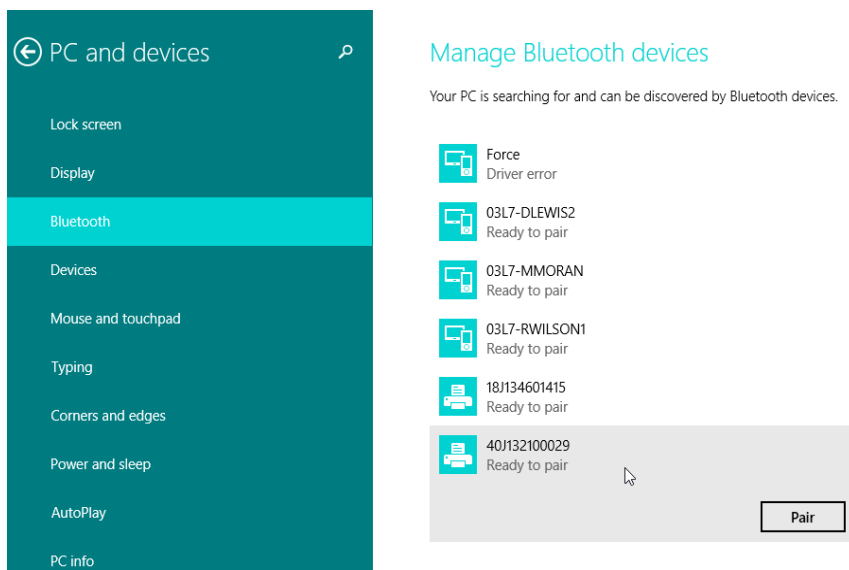 PC and devices
Lock screen
Display
Bluetooth
Devices
Mouse and touchpad
Typing
Corners and edges
Power and sleep
AutoPlay
PC info
Manage Bluetooth devices
Your PC is searching for and can be discovered by Bluetooth devices.
Force
Driver error
03L7-DLEWIS2
Ready to pair
03L7-MMORAN
Ready to pair
03L7-RWILSON1
Ready to pair
18J134601415
Ready to pair
40J132100029
Ready to pair
Pair